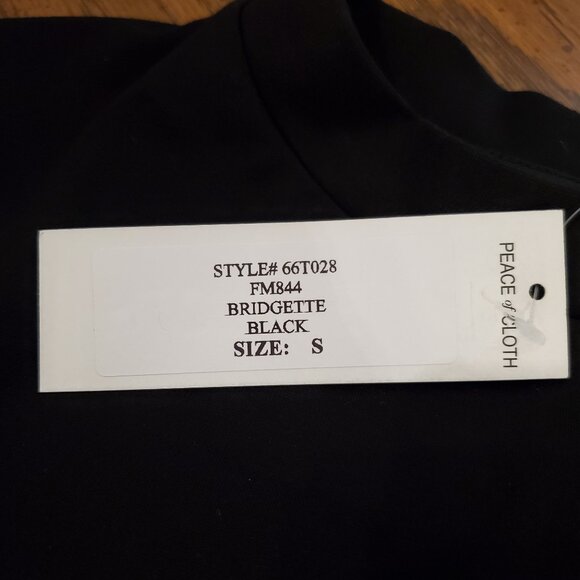 STYLE# 66T028
FM844
BRIDGETTE
BLACK
SIZE: S
PEACE of CLOTH